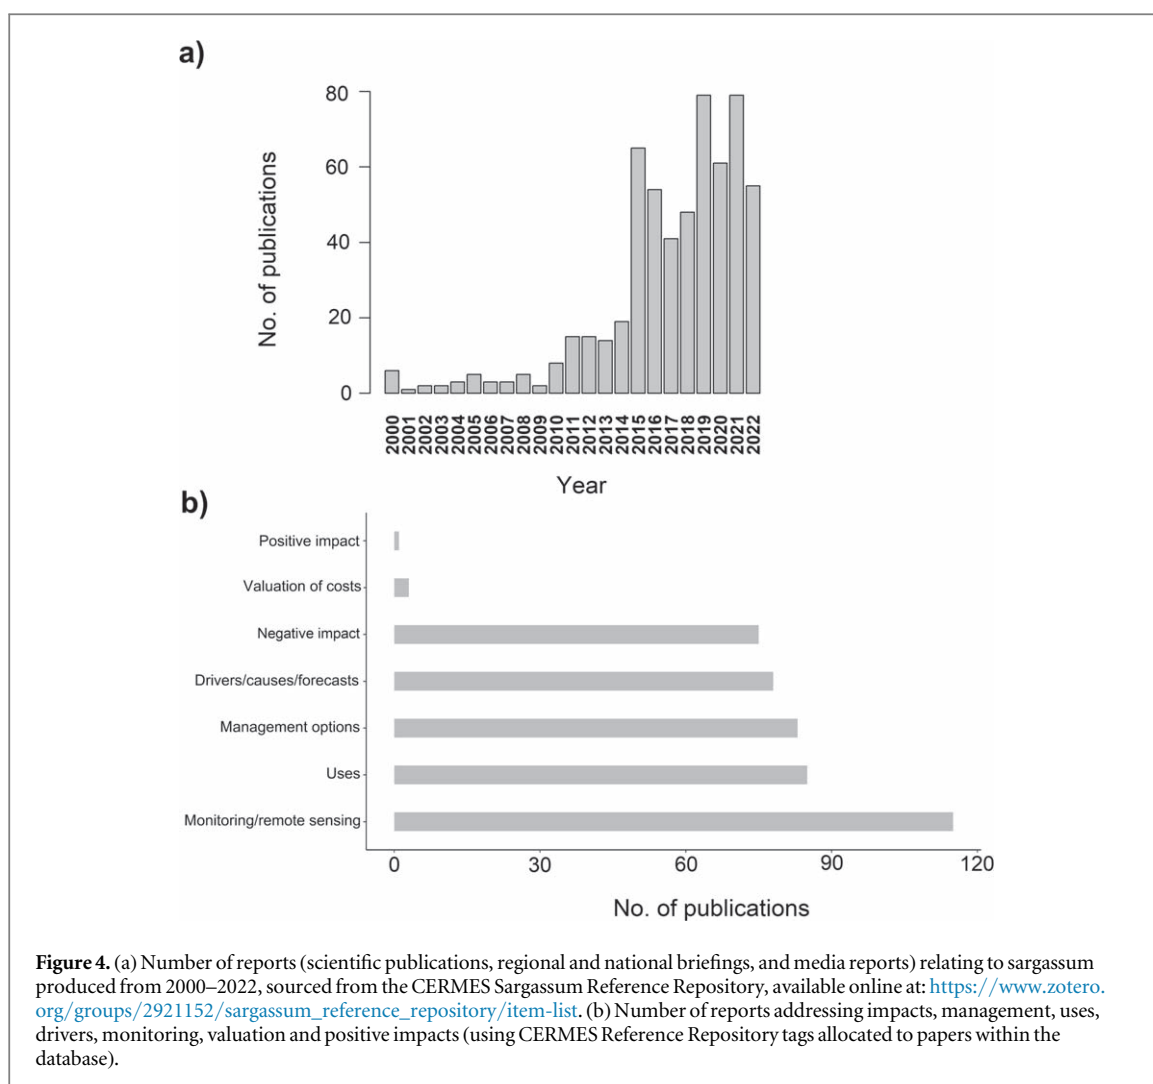 a)
No. of publications
80
60
40
20
0
2000
2001
2002
2003
2004
2005
2006
2007
2008
2009
2010
2011
2012
2013
2014
2015
2016
2017
2018
2019
2020
2021
2022
Year
b)
Positive impact
Valuation of costs
Negative impact
Drivers/causes/forecasts
Management options
Uses
Monitoring/remote sensing
0 30 60 90 120
No. of publications
Figure 4. (a) Number of reports (scientific publications, regional and national briefings, and media reports) relating to sargassum
produced from 2000–2022, sourced from the CERMES Sargassum Reference Repository, available online at: https://www.zotero.
org/groups/2921152/sargassum_reference_repository/item-list. (b) Number of reports addressing impacts, management, uses,
drivers, monitoring, valuation and positive impacts (using CERMES Reference Repository tags allocated to papers within the
database).